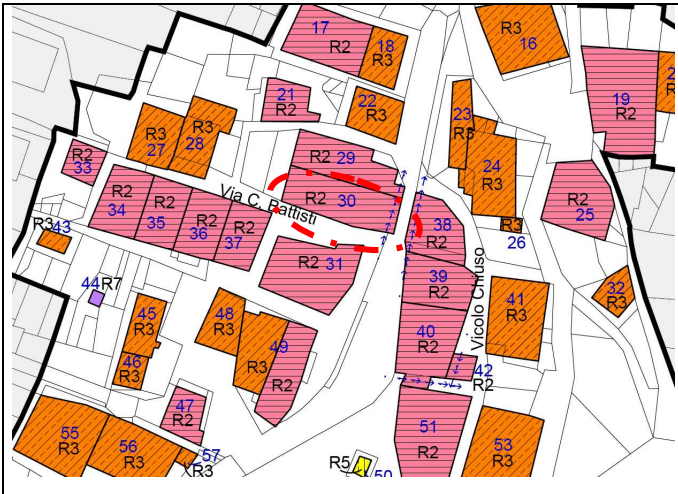 17
R2
18
R3
R3
16
19
R2
21
R2
22
R3
23
R3
R3
27
R3
28
R2
29
24
R3
R2
33
R2
30
R2
34
R2
35
R2
36
R2
37
Via C. Battisti
38
R2
25
R2
26
R3
43
R2
31
39
R2
44
R7
41
R3
32
R3
45
R3
48
R3
R3
49
R2
40
R2
Vicolo Chiuso
46
R3
42
R2
47
R2
51
R2
55
R3
56
R3
57
R3
R5
50
53
R3